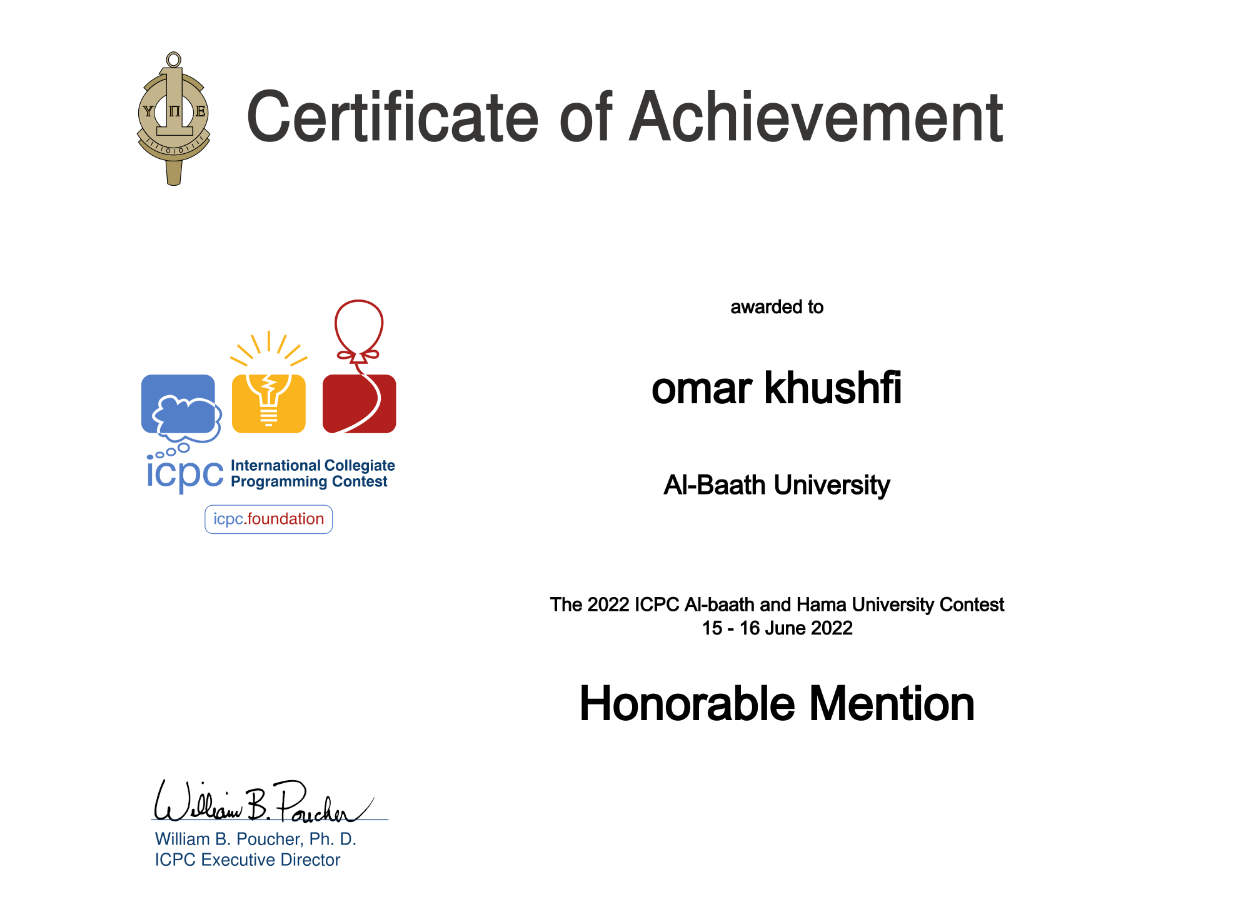 Certificate of Achievement
Υ Π Ε
111101011111
awarded to
omar khushfi
Al-Baath University
icpc International Collegiate
Programming Contest
icpc.foundation
The 2022 ICPC Al-baath and Hama University Contest
15 - 16 June 2022
Honorable Mention
William B. Poucher
William B. Poucher, Ph. D.
ICPC Executive Director